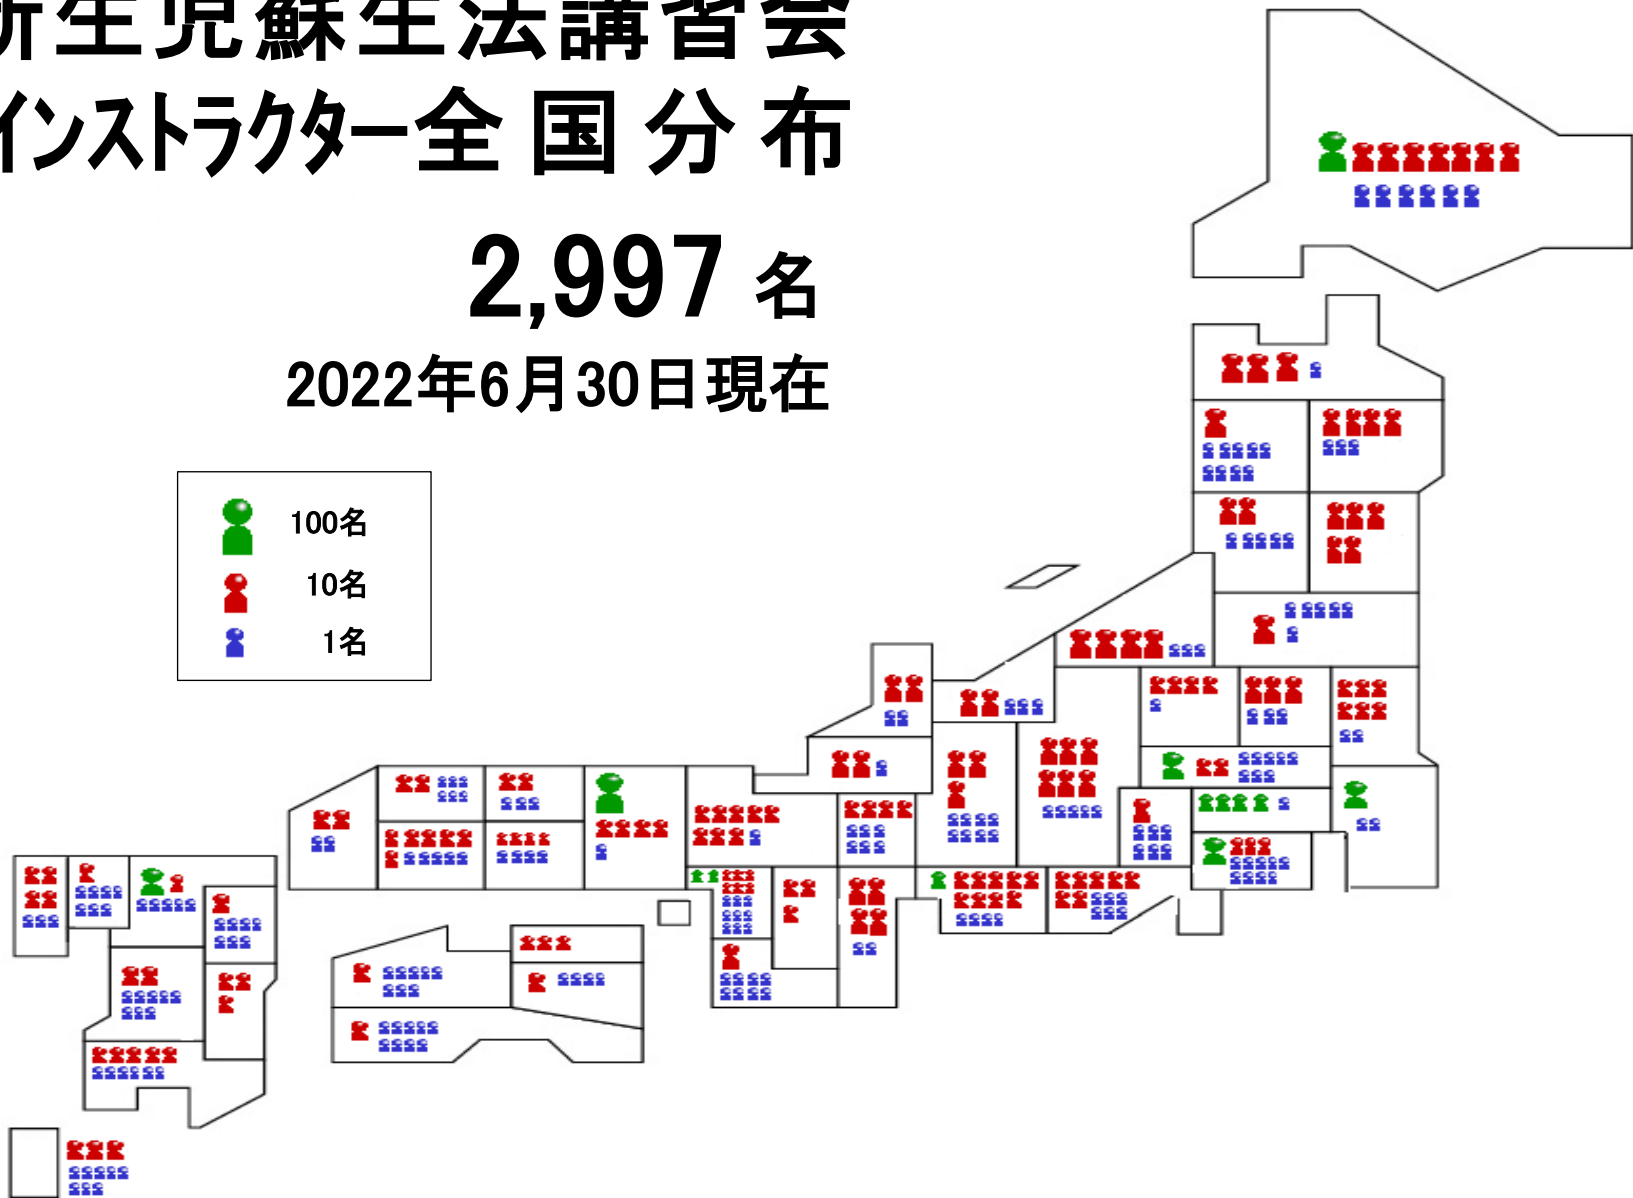 新生児蘇生法講習会
インストラクター全国分布
2,997 名
2022年6月30日現在
100名
10名
1名